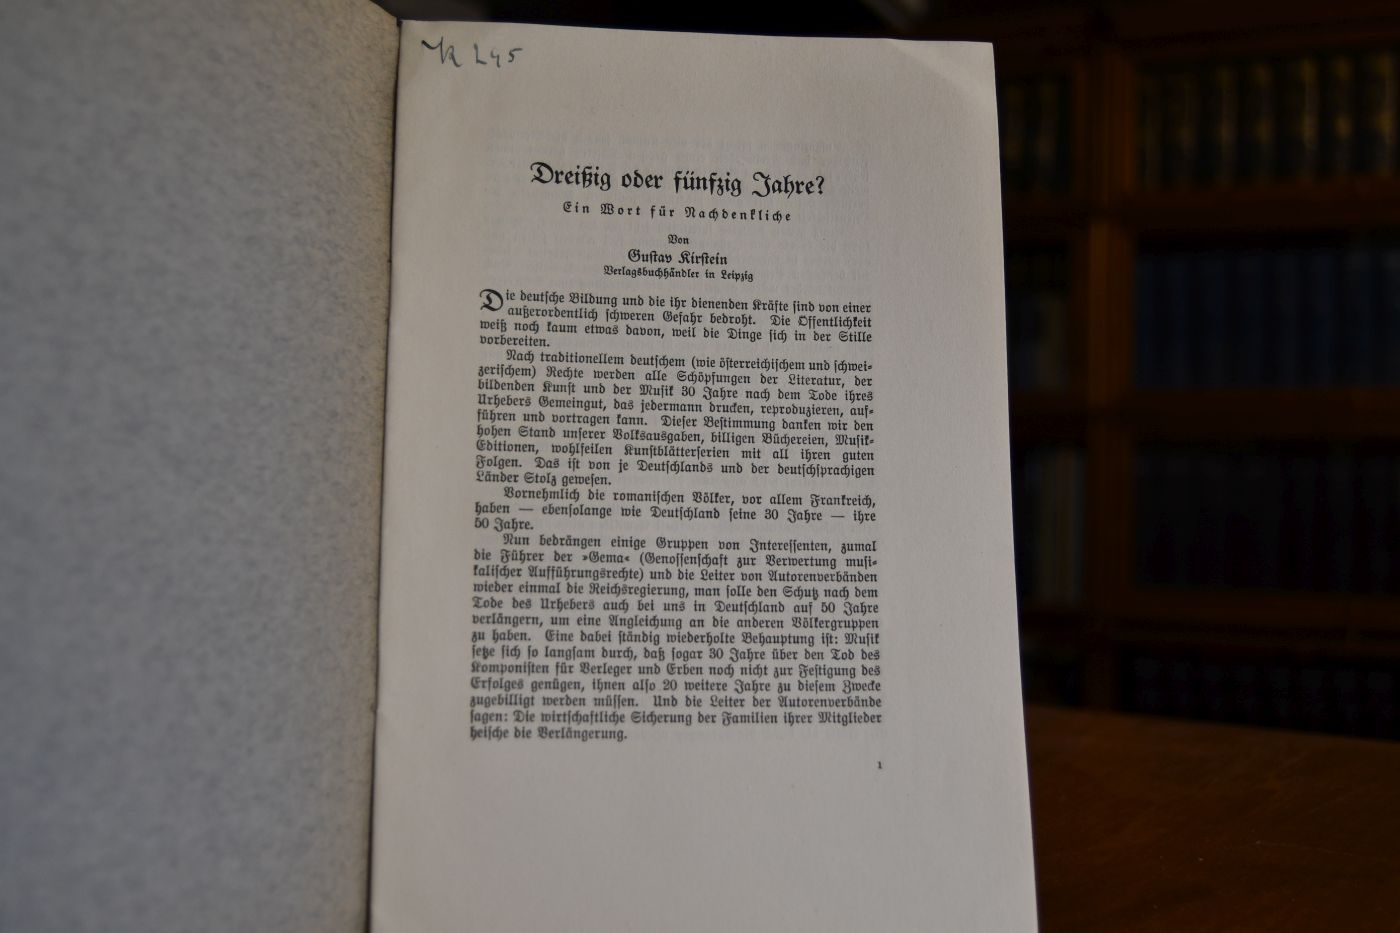 K 245
Dreißig oder fünfzig Jahre?
Ein Wort für Nachdenkliche
Von
Gustav Kirstein
Verlagsbuchhändler in Leipzig
Die deutsche Bildung und die ihr dienenden Kräfte sind von einer
außerordentlich schweren Gefahr bedroht. Die Öffentlichkeit
weiß noch kaum etwas davon, weil die Dinge sich in der Stille
vorbereiten.
Nach traditionellem deutschem (wie österreichischem und schwei-
zerischem) Rechte werden alle Schöpfungen der Literatur, der
bildenden Kunst und der Musik 30 Jahre nach dem Tode ihres
Urhebers Gemeingut, das jedermann drucken, reproduzieren, auf-
führen und vortragen kann. Dieser Bestimmung danken wir den
hohen Stand unserer Volksausgaben, billigen Büchereien, Musik-
Editionen, wohlfeilen Kunstblätterserien mit all ihren guten
Folgen. Das ist von je Deutschlands und der deutschsprachigen
Länder Stolz gewesen.
Vornehmlich die romanischen Völker, vor allem Frankreich,
haben — ebensolange wie Deutschland seine 30 Jahre — ihre
50 Jahre.
Nun bedrängen einige Gruppen von Interessenten, zumal
die Führer der »Gema« (Genossenschaft zur Verwertung musi-
kalischer Aufführungsrechte) und die Leiter von Autorenverbänden
wieder einmal die Reichsregierung, man solle den Schutz nach dem
Tode des Urhebers auch bei uns in Deutschland auf 50 Jahre
verlängern, um eine Angleichung an die anderen Völkergruppen
zu haben. Eine dabei ständig wiederholte Behauptung ist: Musik
setze sich so langsam durch, daß sogar 30 Jahre über den Tod des
Komponisten für Verleger und Erben noch nicht zur Festigung des
Erfolges genügen, ihnen also 20 weitere Jahre zu diesem Zwecke
zugebilligt werden müssen. Und die Leiter der Autorenverbände
sagen: Die wirtschaftliche Sicherung der Familien ihrer Mitglieder
heische die Verlängerung.
1